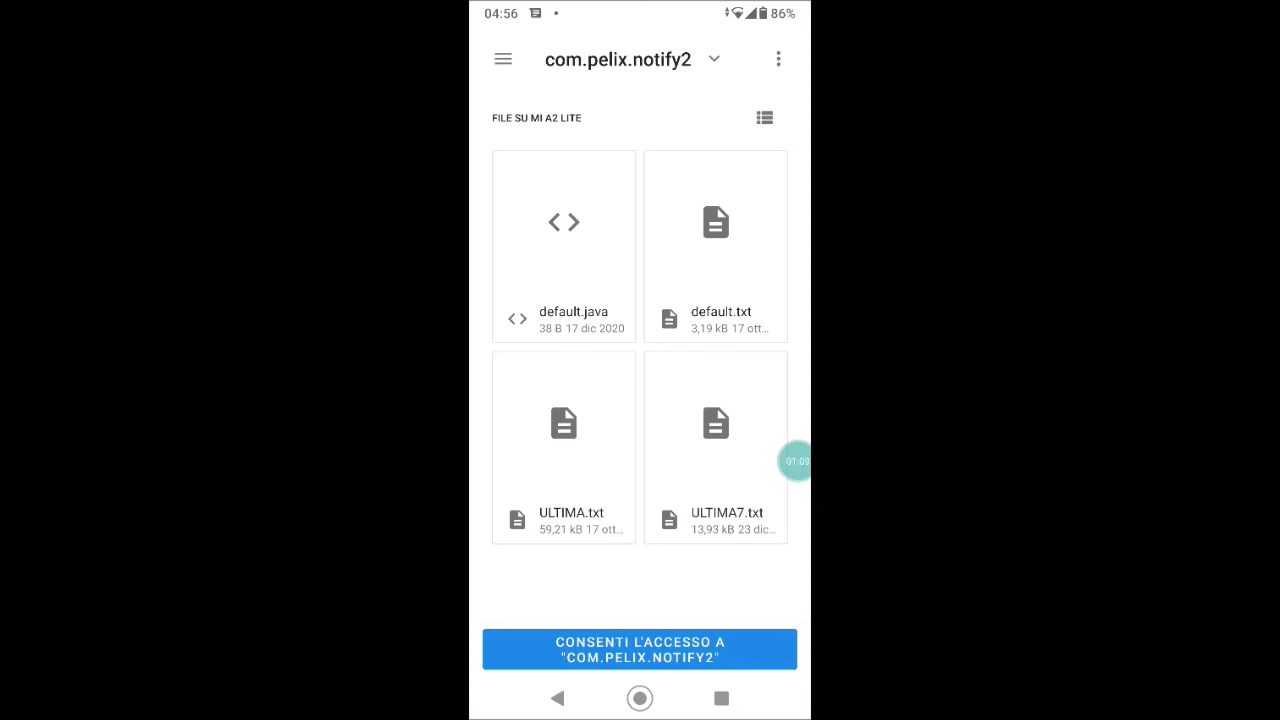 04:56
86%
com.pelix.notify2
FILE SU MI A2 LITE
default.java
38 B 17 dic 2020
default.txt
3,19 kB 17 ott...
ULTIMA.txt
59,21 kB 17 ott...
ULTIMA7.txt
13,93 kB 23 dic...
01:09
CONSENTI L'ACCESSO A
"COM.PELIX.NOTIFY2"